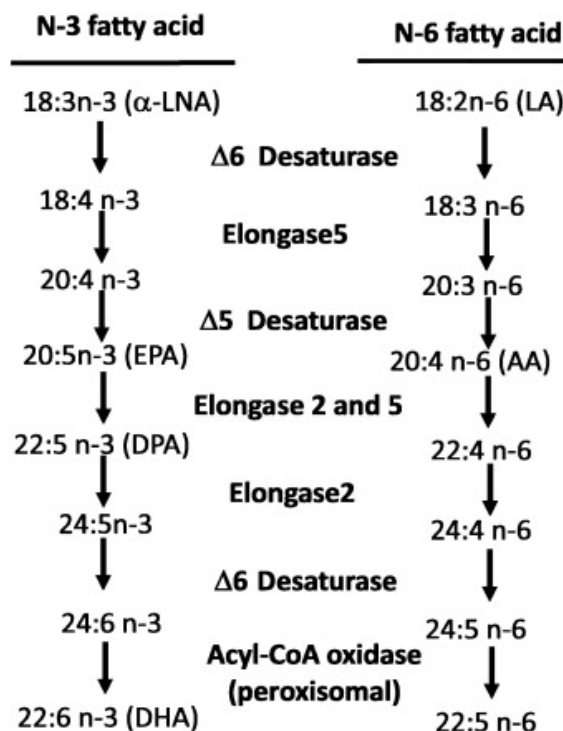 N-3 fatty acid
N-6 fatty acid
18:3n-3 (α-LNA)
18:2n-6 (LA)
Δ6 Desaturase
18:4 n-3
18:3 n-6
Elongase5
20:4 n-3
20:3 n-6
Δ5 Desaturase
20:5n-3 (EPA)
20:4 n-6 (AA)
Elongase 2 and 5
22:5 n-3 (DPA)
22:4 n-6
Elongase2
24:5n-3
24:4 n-6
Δ6 Desaturase
24:6 n-3
24:5 n-6
Acyl-CoA oxidase
(peroxisomal)
22:6 n-3 (DHA)
22:5 n-6